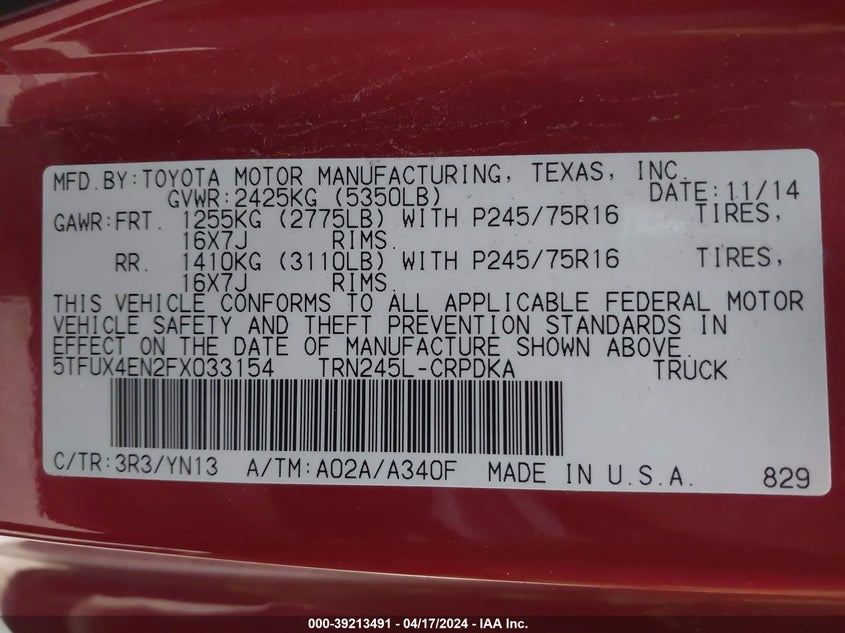 MFD.BY:TOYOTA MOTOR MANUFACTURING, TEXAS, INC.
GVWR:2425KG (5350LB) DATE:11/14
GAWR:FRT. 1255KG (2775LB) WITH P245/75R16 TIRES,
16X7J RIMS.
RR. 1410KG (3110LB) WITH P245/75R16 TIRES,
16X7J RIMS.
THIS VEHICLE CONFORMS TO ALL APPLICABLE FEDERAL MOTOR
VEHICLE SAFETY AND THEFT PREVENTION STANDARDS IN
EFFECT ON THE DATE OF MANUFACTURE SHOWN ABOVE.
5TFUX4EN2FX033154 TRN245L-CRPDKA TRUCK
C/TR:3R3/YN13 A/TM:A02A/A340F MADE IN U.S.A.
829
000-39213491 - 04/17/2024 - IAA Inc.